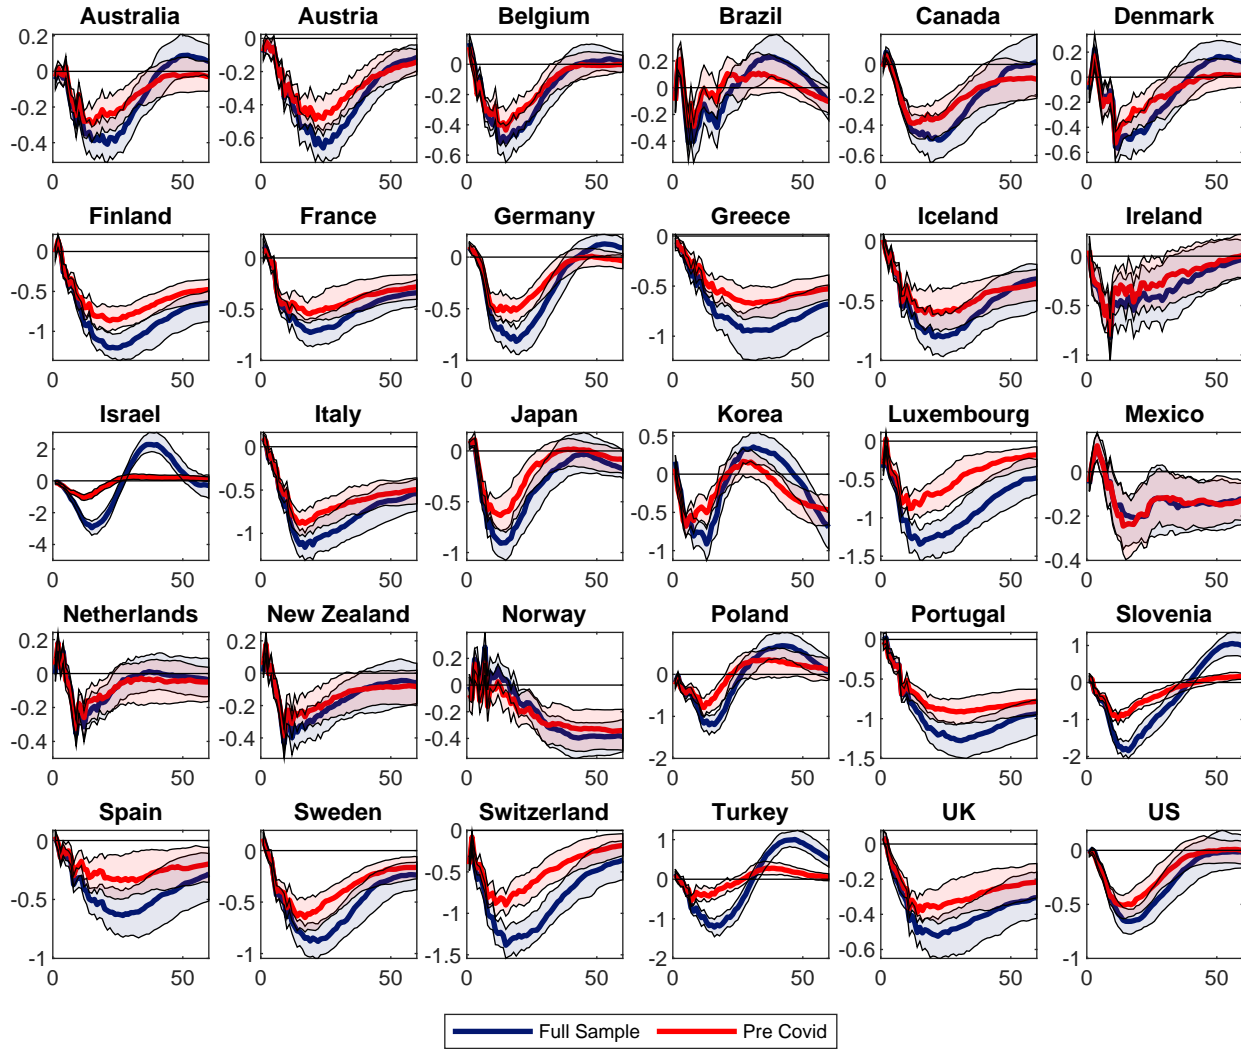 Australia Austria Belgium Brazil Canada Denmark
0.2 0 -0.2 -0.4 0 50
0 -0.2 -0.4 -0.6 0 50
0.2 0 -0.2 -0.4 -0.6 0 50
0.4 0.2 0 -0.2 -0.4 0 50
0.2 0 -0.2 -0.4 -0.6 0 50
0.2 0 -0.2 -0.4 -0.6 0 50
Finland France Germany Greece Iceland Ireland
0 -0.5 -1 0 50
0 -0.5 -1 0 50
0 -0.5 -1 0 50
0 -0.5 -1 0 50
0 -0.5 -1 0 50
0 -0.5 -1 0 50
Israel Italy Japan Korea Luxembourg Mexico
2 0 -2 -4 0 50
0 -0.5 -1 0 50
0 -0.5 -1 0 50
0.5 0 -0.5 -1 0 50
0 -0.5 -1 -1.5 0 50
0 -0.2 -0.4 0 50
Netherlands New Zealand Norway Poland Portugal Slovenia
0.2 0 -0.2 -0.4 0 50
0.2 0 -0.2 -0.4 0 50
0.2 0 -0.2 -0.4 0 50
1 0 -1 -2 0 50
0 -0.5 -1 -1.5 0 50
1 0 -1 -2 0 50
Spain Sweden Switzerland Turkey UK US
0 -0.5 -1 0 50
0 -0.5 -1 0 50
0 -0.5 -1 -1.5 0 50
1 0 -1 -2 0 50
0 -0.2 -0.4 -0.6 0 50
0 -0.5 -1 0 50
Full Sample Pre Covid